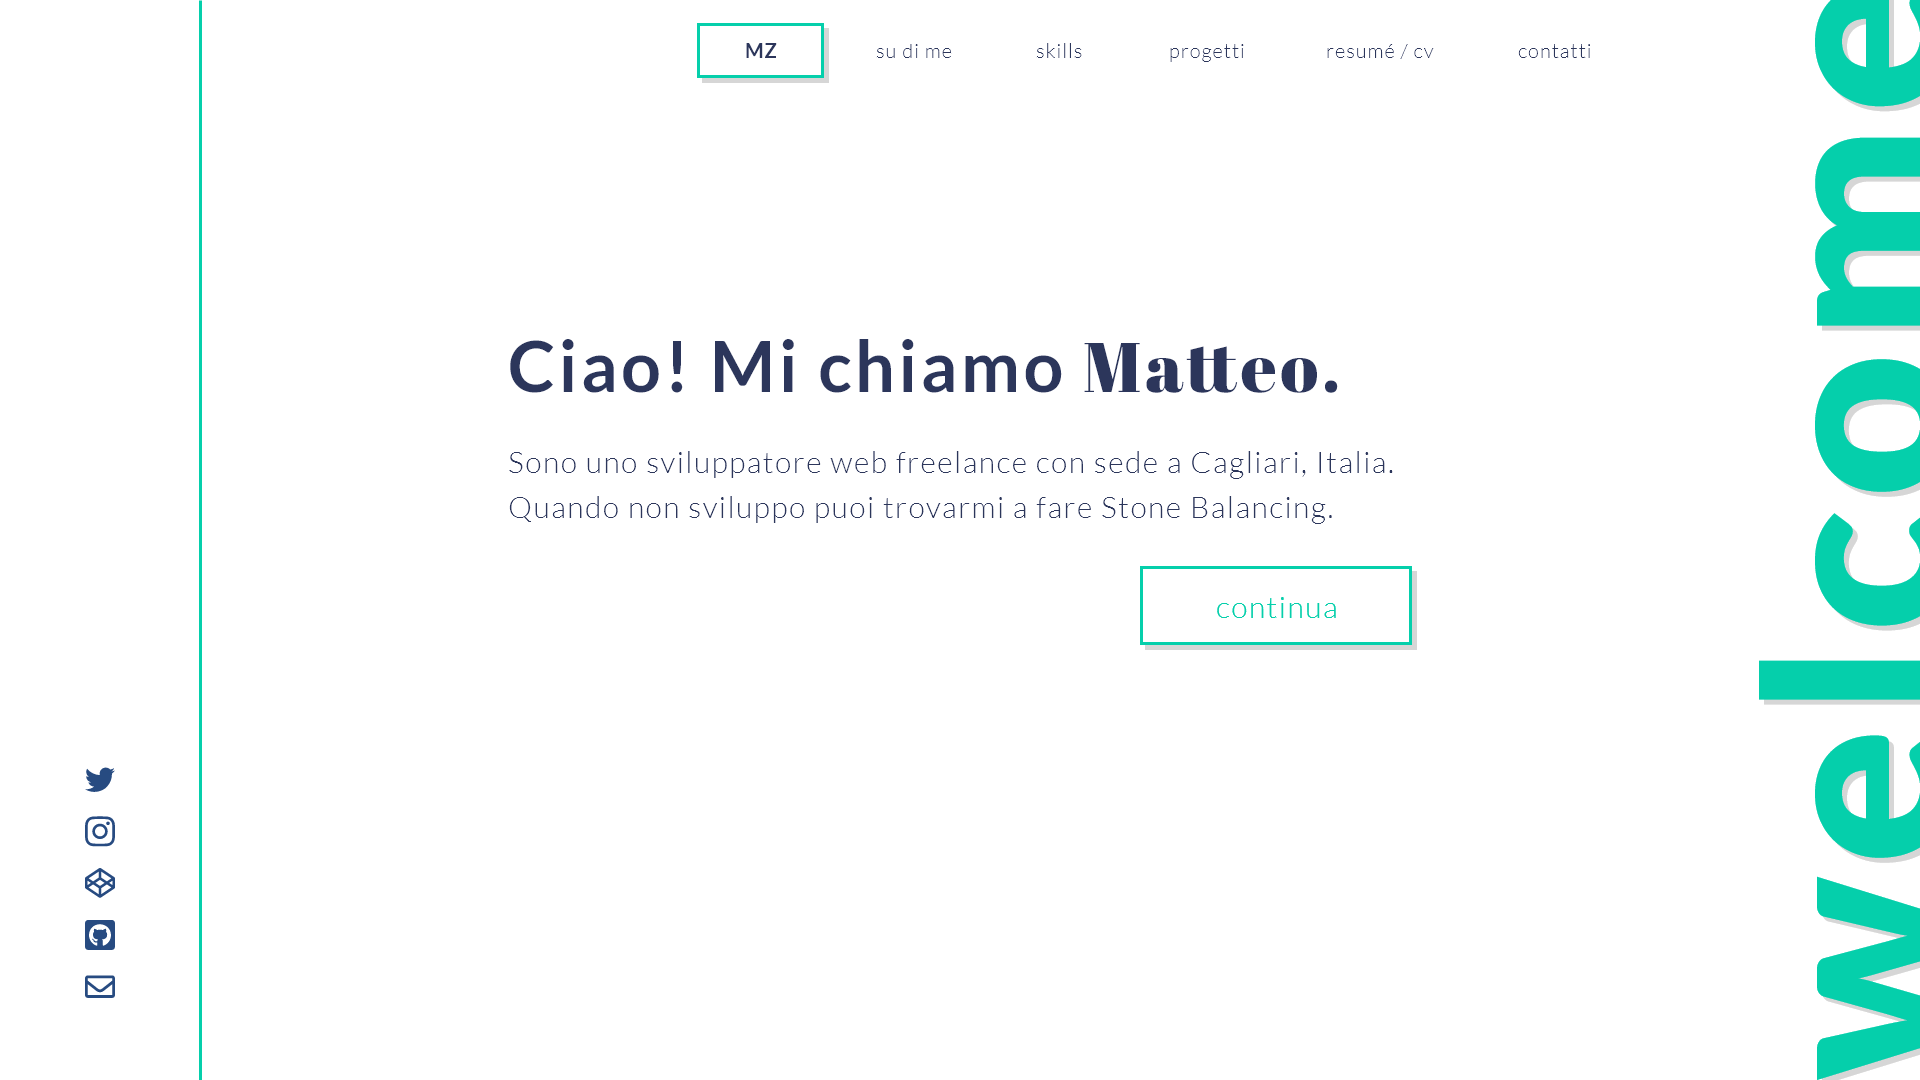 MZ
su di me
skills
progetti
resumé / cv
contatti
Ciao! Mi chiamo Matteo.
Sono uno sviluppatore web freelance con sede a Cagliari, Italia.
Quando non sviluppo puoi trovarmi a fare Stone Balancing.
continua
welcome